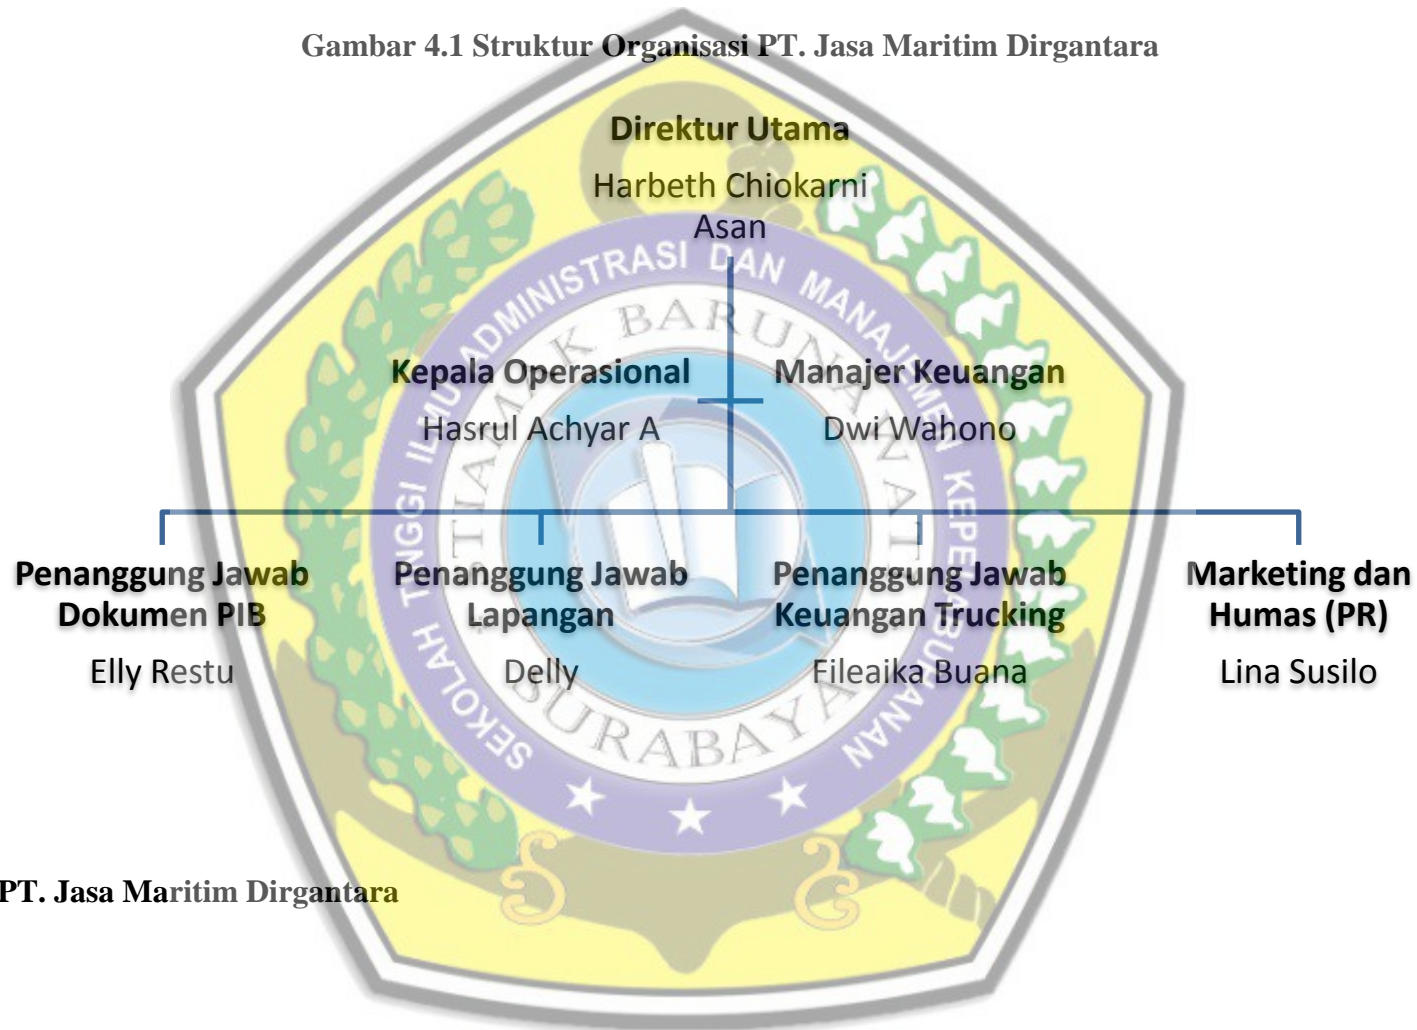 Gambar 4.1 Struktur Organisasi PT. Jasa Maritim Dirgantara
Direktur Utama
Harbeth Chiokarni
Asan
Kepala Operasional
Hasrul Achyar A
Manajer Keuangan
Dwi Wahono
Penanggung Jawab
Dokumen PIB
Elly Restu
Penanggung Jawab
Lapangan
Delly
Penanggung Jawab
Keuangan Trucking
Fileaika Buana
Marketing dan
Humas (PR)
Lina Susilo
PT. Jasa Maritim Dirgantara
SEKOLAH TNGGI ILMU ADMINISTRASI DAN MANAJEMEN KEPELABUHANAN
STIAMAK BARUNAWATI
SURABAYA